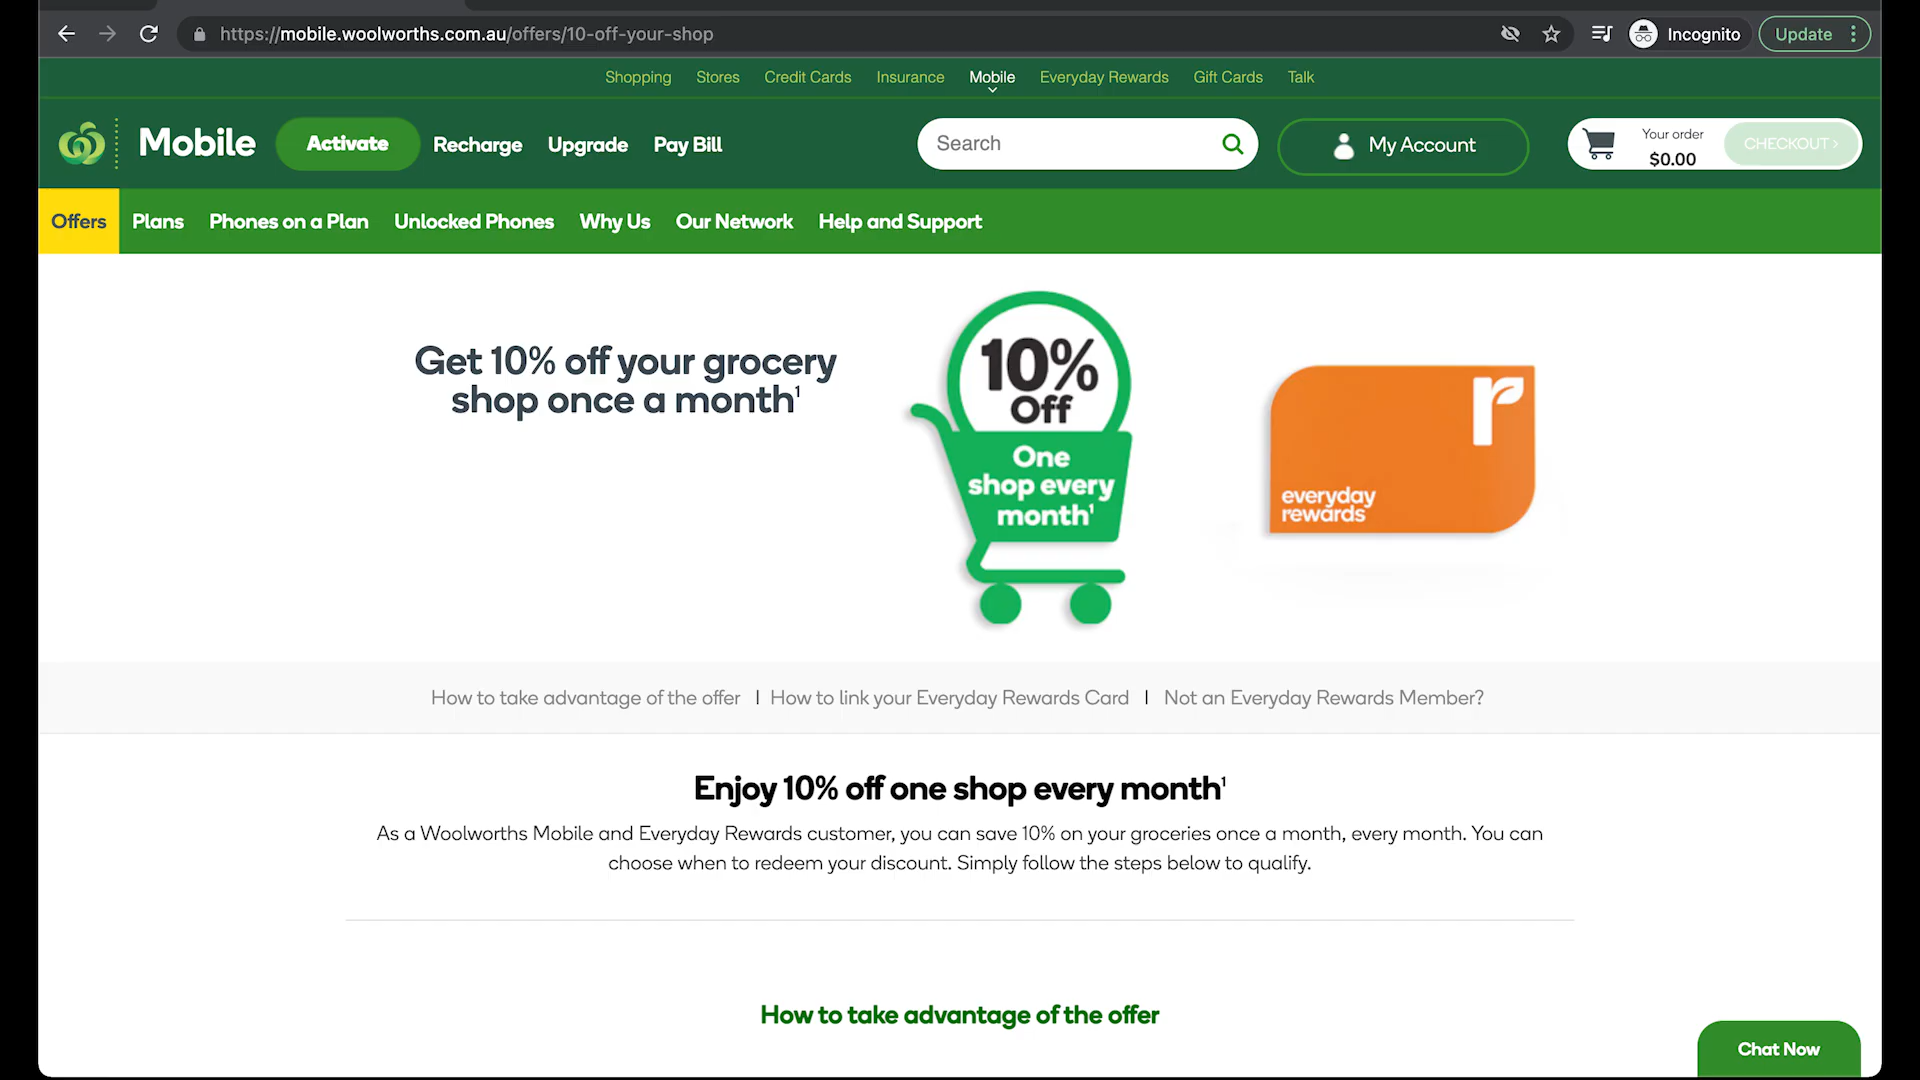 https://mobile.woolworths.com.au/offers/10-off-your-shop
Incognito
Update
Shopping
Stores
Credit Cards
Insurance
Mobile
Everyday Rewards
Gift Cards
Talk
Mobile
Activate
Recharge
Upgrade
Pay Bill
Search
My Account
Your order
$0.00
CHECKOUT ›
Offers
Plans
Phones on a Plan
Unlocked Phones
Why Us
Our Network
Help and Support
Get 10% off your grocery
shop once a month¹
10%
Off
One
shop every
month¹
everyday
rewards
How to take advantage of the offer | How to link your Everyday Rewards Card | Not an Everyday Rewards Member?
Enjoy 10% off one shop every month¹
As a Woolworths Mobile and Everyday Rewards customer, you can save 10% on your groceries once a month, every month. You can
choose when to redeem your discount. Simply follow the steps below to qualify.
How to take advantage of the offer
Chat Now